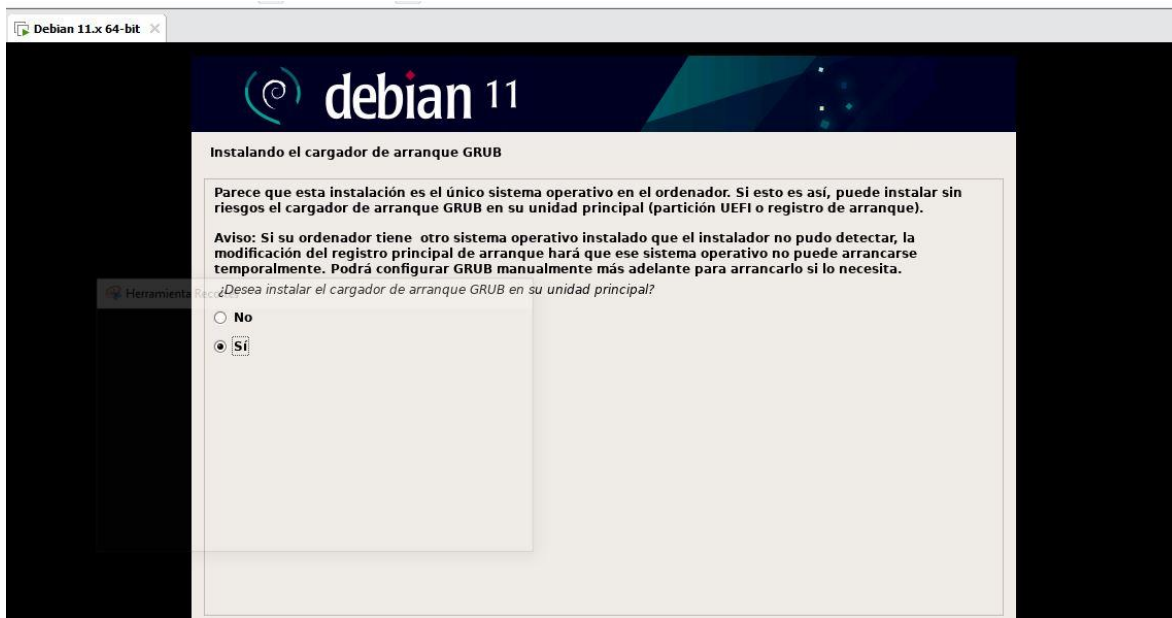 Debian 11.x 64-bit
debian 11
Instalando el cargador de arranque GRUB
Parece que esta instalación es el único sistema operativo en el ordenador. Si esto es así, puede instalar sin
riesgos el cargador de arranque GRUB en su unidad principal (partición UEFI o registro de arranque).
Aviso: Si su ordenador tiene  otro sistema operativo instalado que el instalador no pudo detectar, la
modificación del registro principal de arranque hará que ese sistema operativo no puede arrancarse
temporalmente. Podrá configurar GRUB manualmente más adelante para arrancarlo si lo necesita.
Herramienta Recortes
¿Desea instalar el cargador de arranque GRUB en su unidad principal?
No
Sí